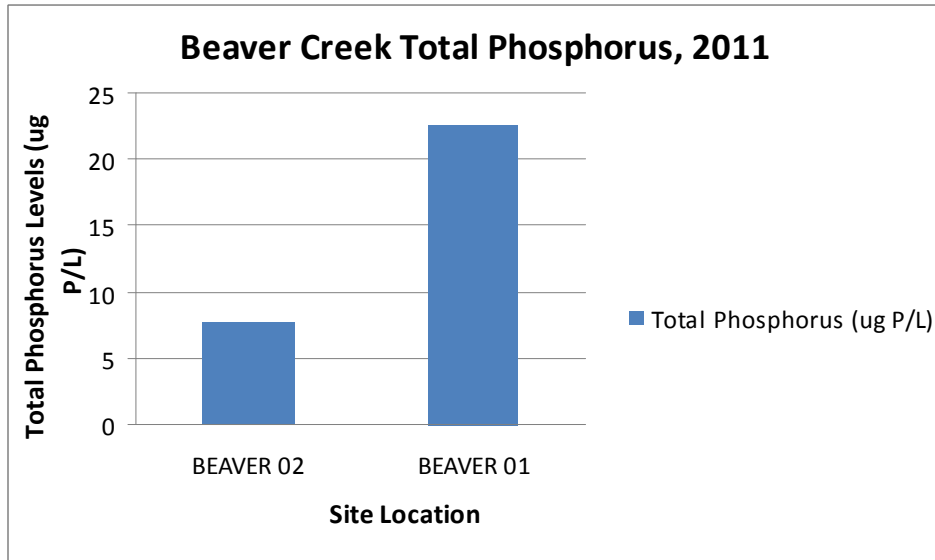 Beaver Creek Total Phosphorus, 2011
Total Phosphorus Levels (ug
P/L)
25
20
15
10
5
0
BEAVER 02
BEAVER 01
Site Location
Total Phosphorus (ug P/L)